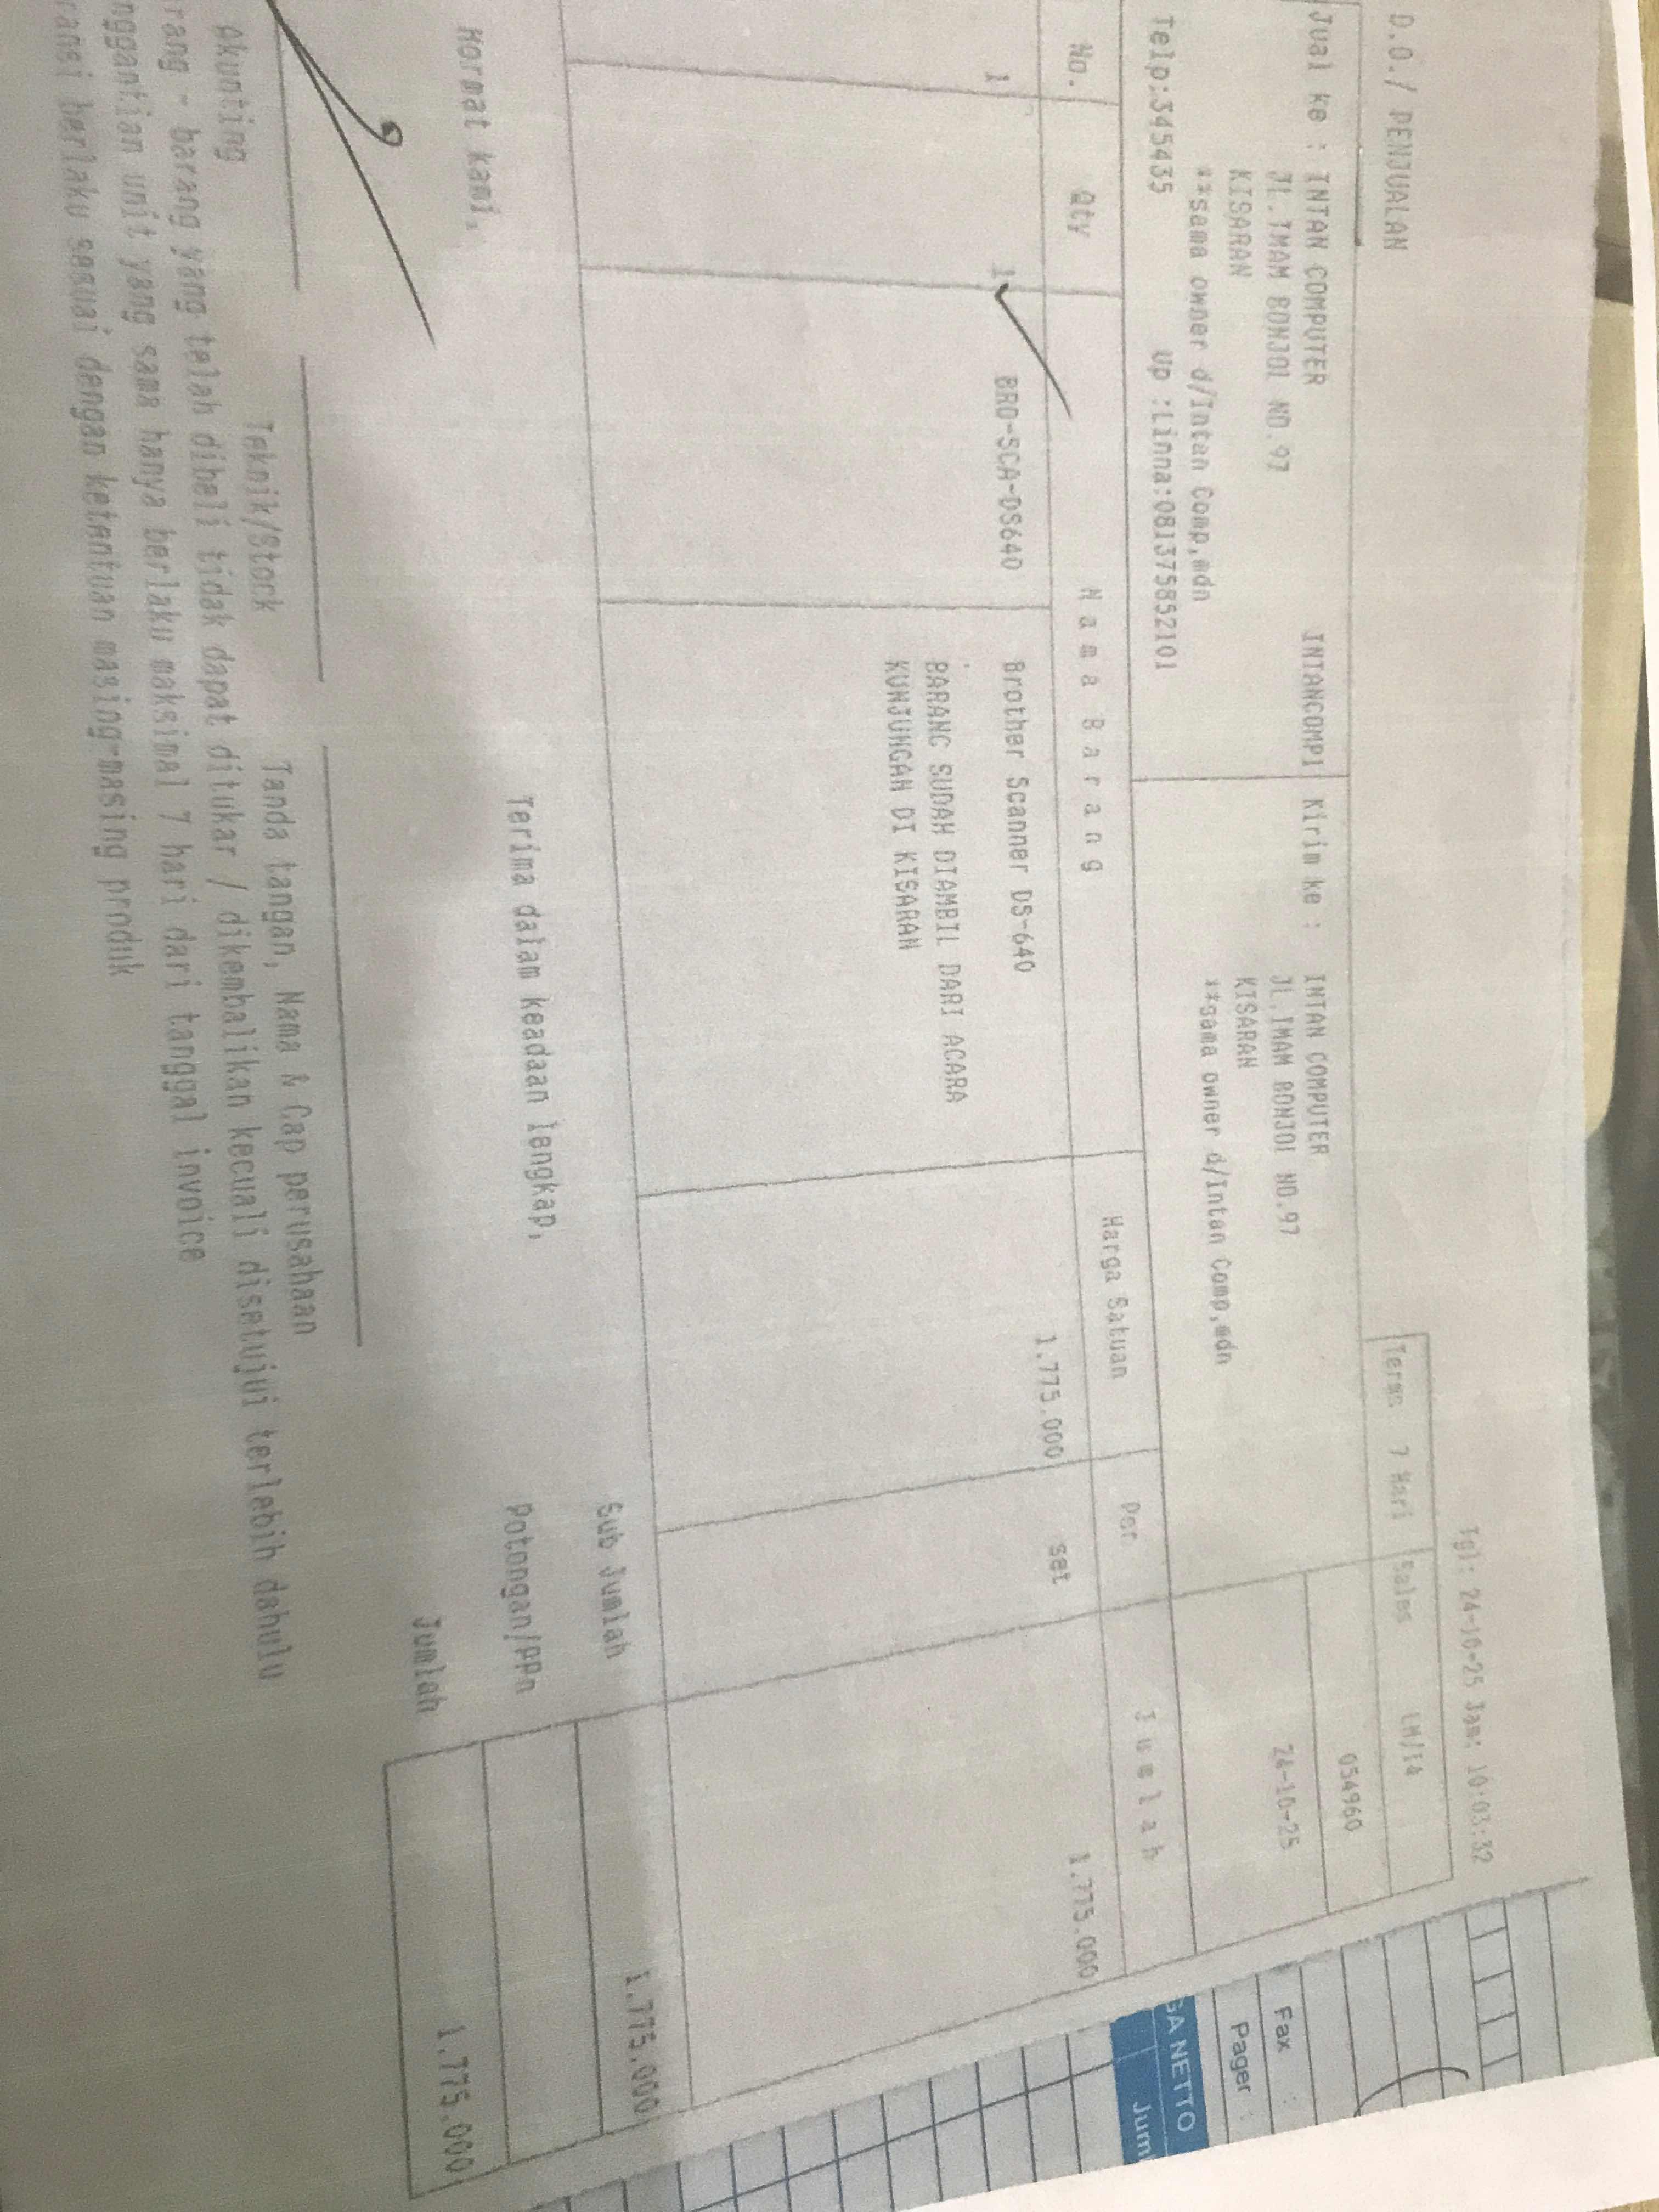 Tgl: 24-10-25 Jam: 10:03:32
D.O./ PENJUALAN
Terms 7 Hari Sales LM/14
Jual ke : INTAN COMPUTER INTANCOMP1 Kirim ke : INTAN COMPUTER 054960
JL.IMAM BONJOL NO.97 JL.IMAM BONJOL NO.97 24-10-25
KISARAN KISARAN
**sama owner d/Intan Comp,mdn **sama owner d/Intan Comp,mdn
Telp:345435 Up :Linna:081375852101
No. Qty Nama Barang Harga Satuan Per Jumlah
1 1 BRO-SCA-DS640 Brother Scanner DS-640 1.775.000 set 1.775.000
BARANG SUDAH DIAMBIL DARI ACARA
KUNJUNGAN DI KISARAN
Sub Jumlah 1.775.000
Hormat kami, Terima dalam keadaan lengkap, Potongan/PPn
Jumlah 1.775.000
Akunting Teknik/Stock Tanda tangan, Nama & Cap perusahaan
rang - barang yang telah dibeli tidak dapat ditukar / dikembalikan kecuali disetujui terlebih dahulu
nggantian unit yang sama hanya berlaku maksimal 7 hari dari tanggal invoice
ransi berlaku sesuai dengan ketentuan masing-masing produk
Fax :
Pager :
GA NETTO Jum